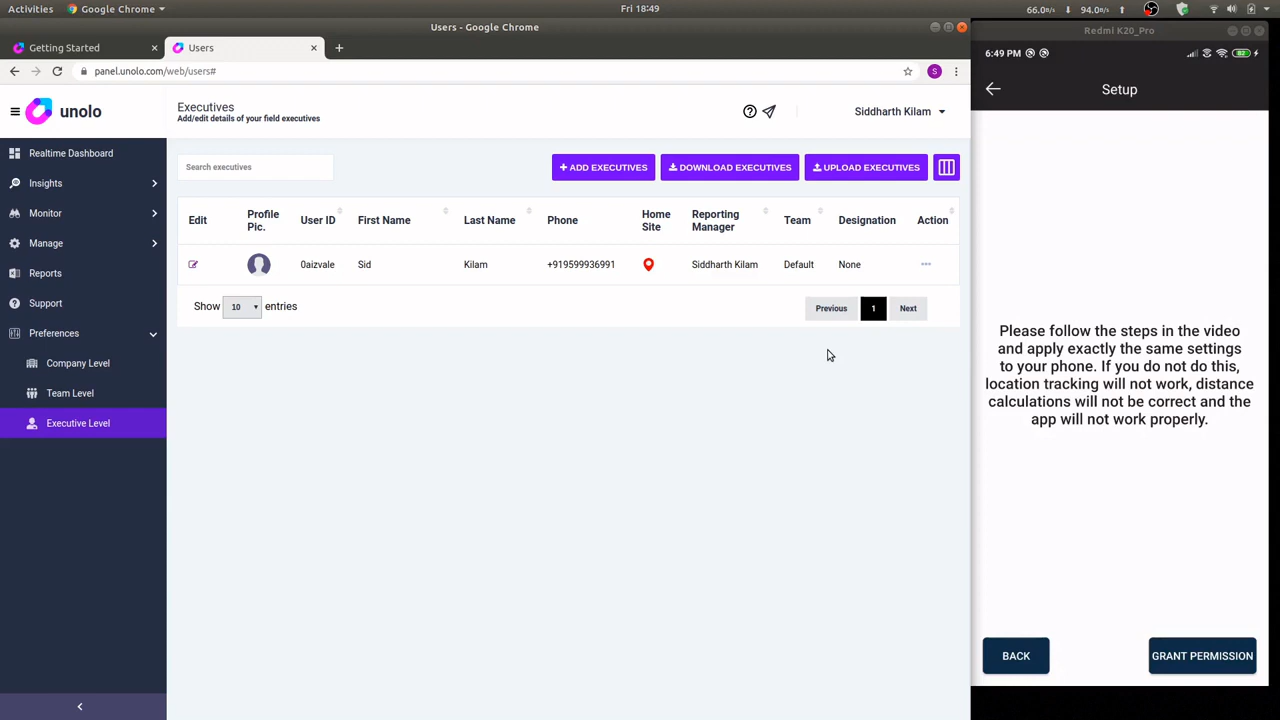 Activities Google Chrome Fri 18:49 66.0% 94.0%
Users - Google Chrome Redmi K20_Pro
Getting Started Users
6:49 PM
panel.unolo.com/web/users# S
Setup
unolo
Executives
Add/edit details of your field executives
Siddharth Kilam
Search executives ADD EXECUTIVES DOWNLOAD EXECUTIVES UPLOAD EXECUTIVES
Realtime Dashboard
Insights
Monitor
Manage
Reports
Support
Preferences
Company Level
Team Level
Executive Level
Edit Profile Pic. User ID First Name Last Name Phone Home Site Reporting Manager Team Designation Action
0aizvale Sid Kilam +919599936991 Siddharth Kilam Default None
Show 10 entries Previous 1 Next
Please follow the steps in the video
and apply exactly the same settings
to your phone. If you do not do this,
location tracking will not work, distance
calculations will not be correct and the
app will not work properly.
BACK GRANT PERMISSION